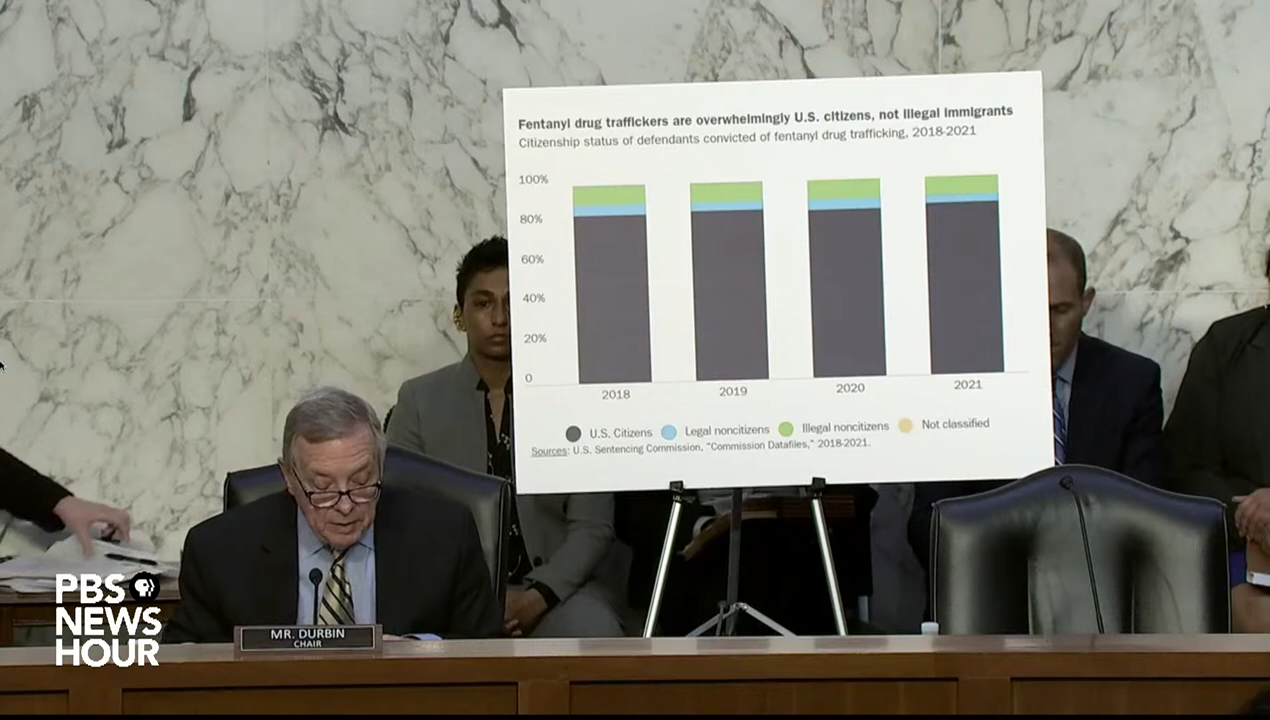 Fentanyl drug traffickers are overwhelmingly U.S. citizens, not illegal immigrants
Citizenship status of defendants convicted of fentanyl drug trafficking, 2018-2021
100%
80%
60%
40%
20%
0
2018 2019 2020 2021
U.S. Citizens Legal noncitizens Illegal noncitizens Not classified
Sources: U.S. Sentencing Commission, "Commission Datafiles," 2018-2021.
MR. DURBIN
CHAIR
PBS
NEWS
HOUR